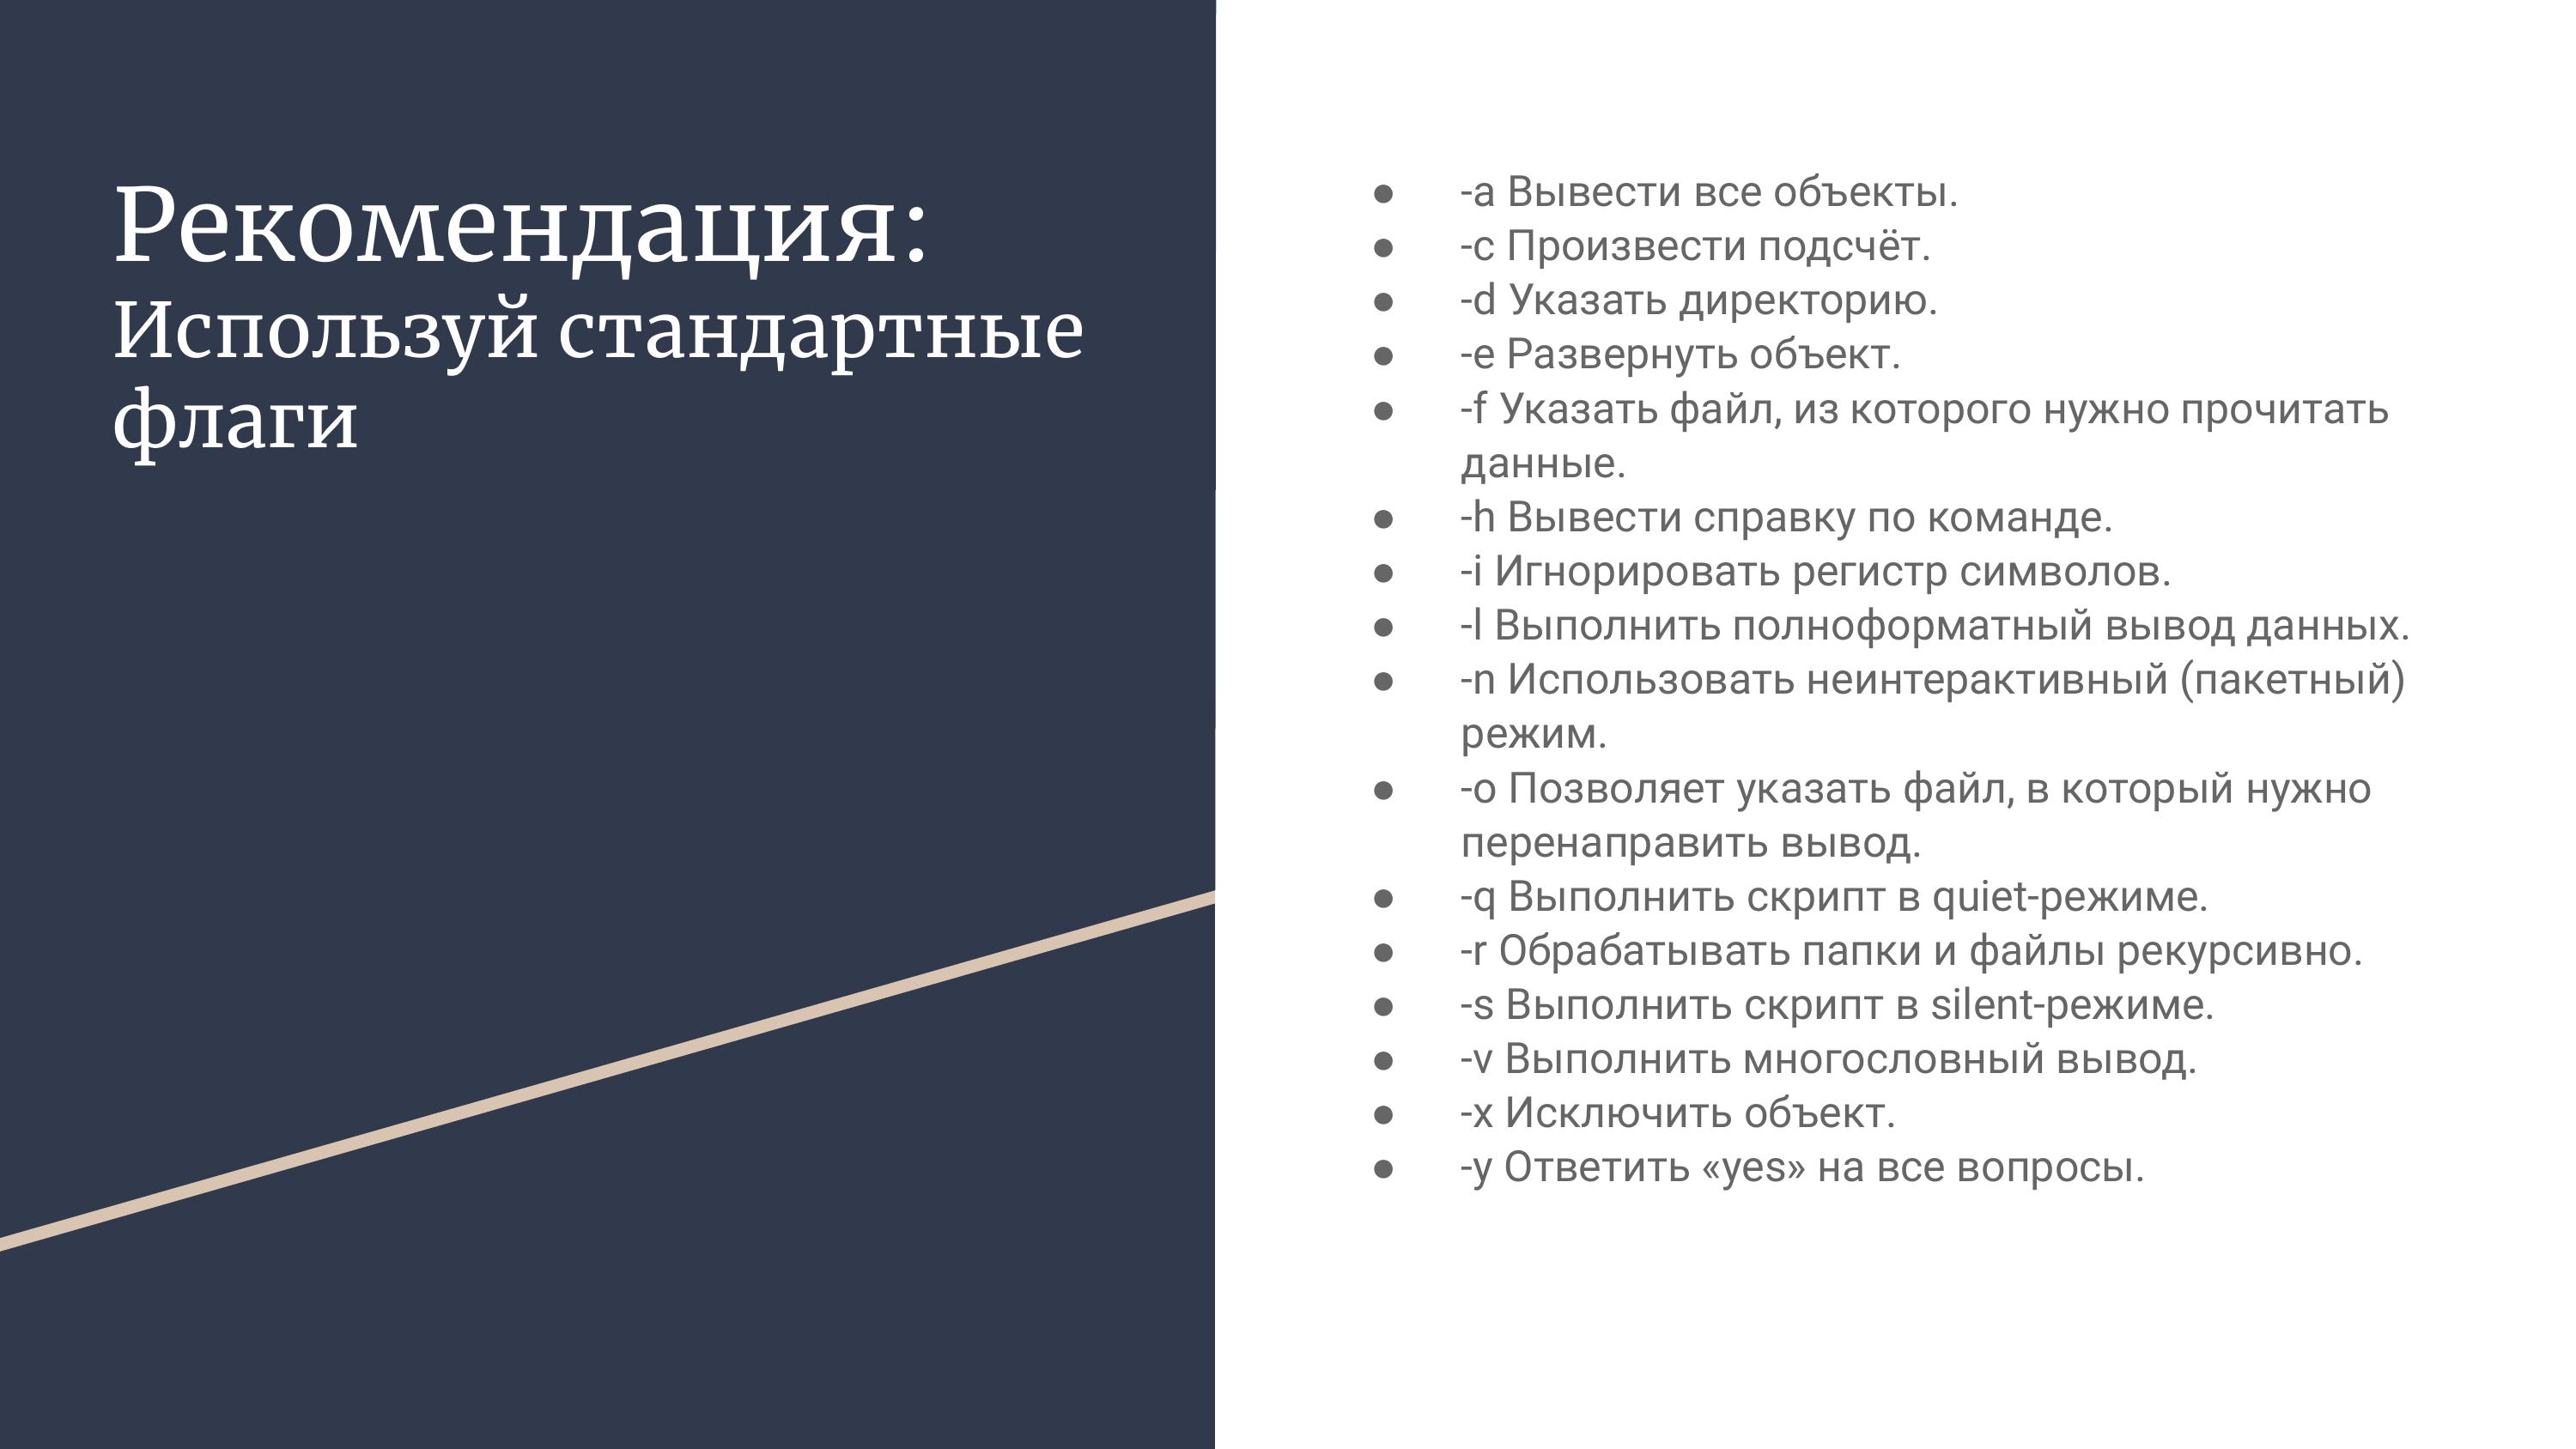 Рекомендация:
Используй стандартные
флаги
● -a Вывести все объекты.
● -c Произвести подсчёт.
● -d Указать директорию.
● -e Развернуть объект.
● -f Указать файл, из которого нужно прочитать
данные.
● -h Вывести справку по команде.
● -i Игнорировать регистр символов.
● -l Выполнить полноформатный вывод данных.
● -n Использовать неинтерактивный (пакетный)
режим.
● -o Позволяет указать файл, в который нужно
перенаправить вывод.
● -q Выполнить скрипт в quiet-режиме.
● -r Обрабатывать папки и файлы рекурсивно.
● -s Выполнить скрипт в silent-режиме.
● -v Выполнить многословный вывод.
● -x Исключить объект.
● -y Ответить «yes» на все вопросы.